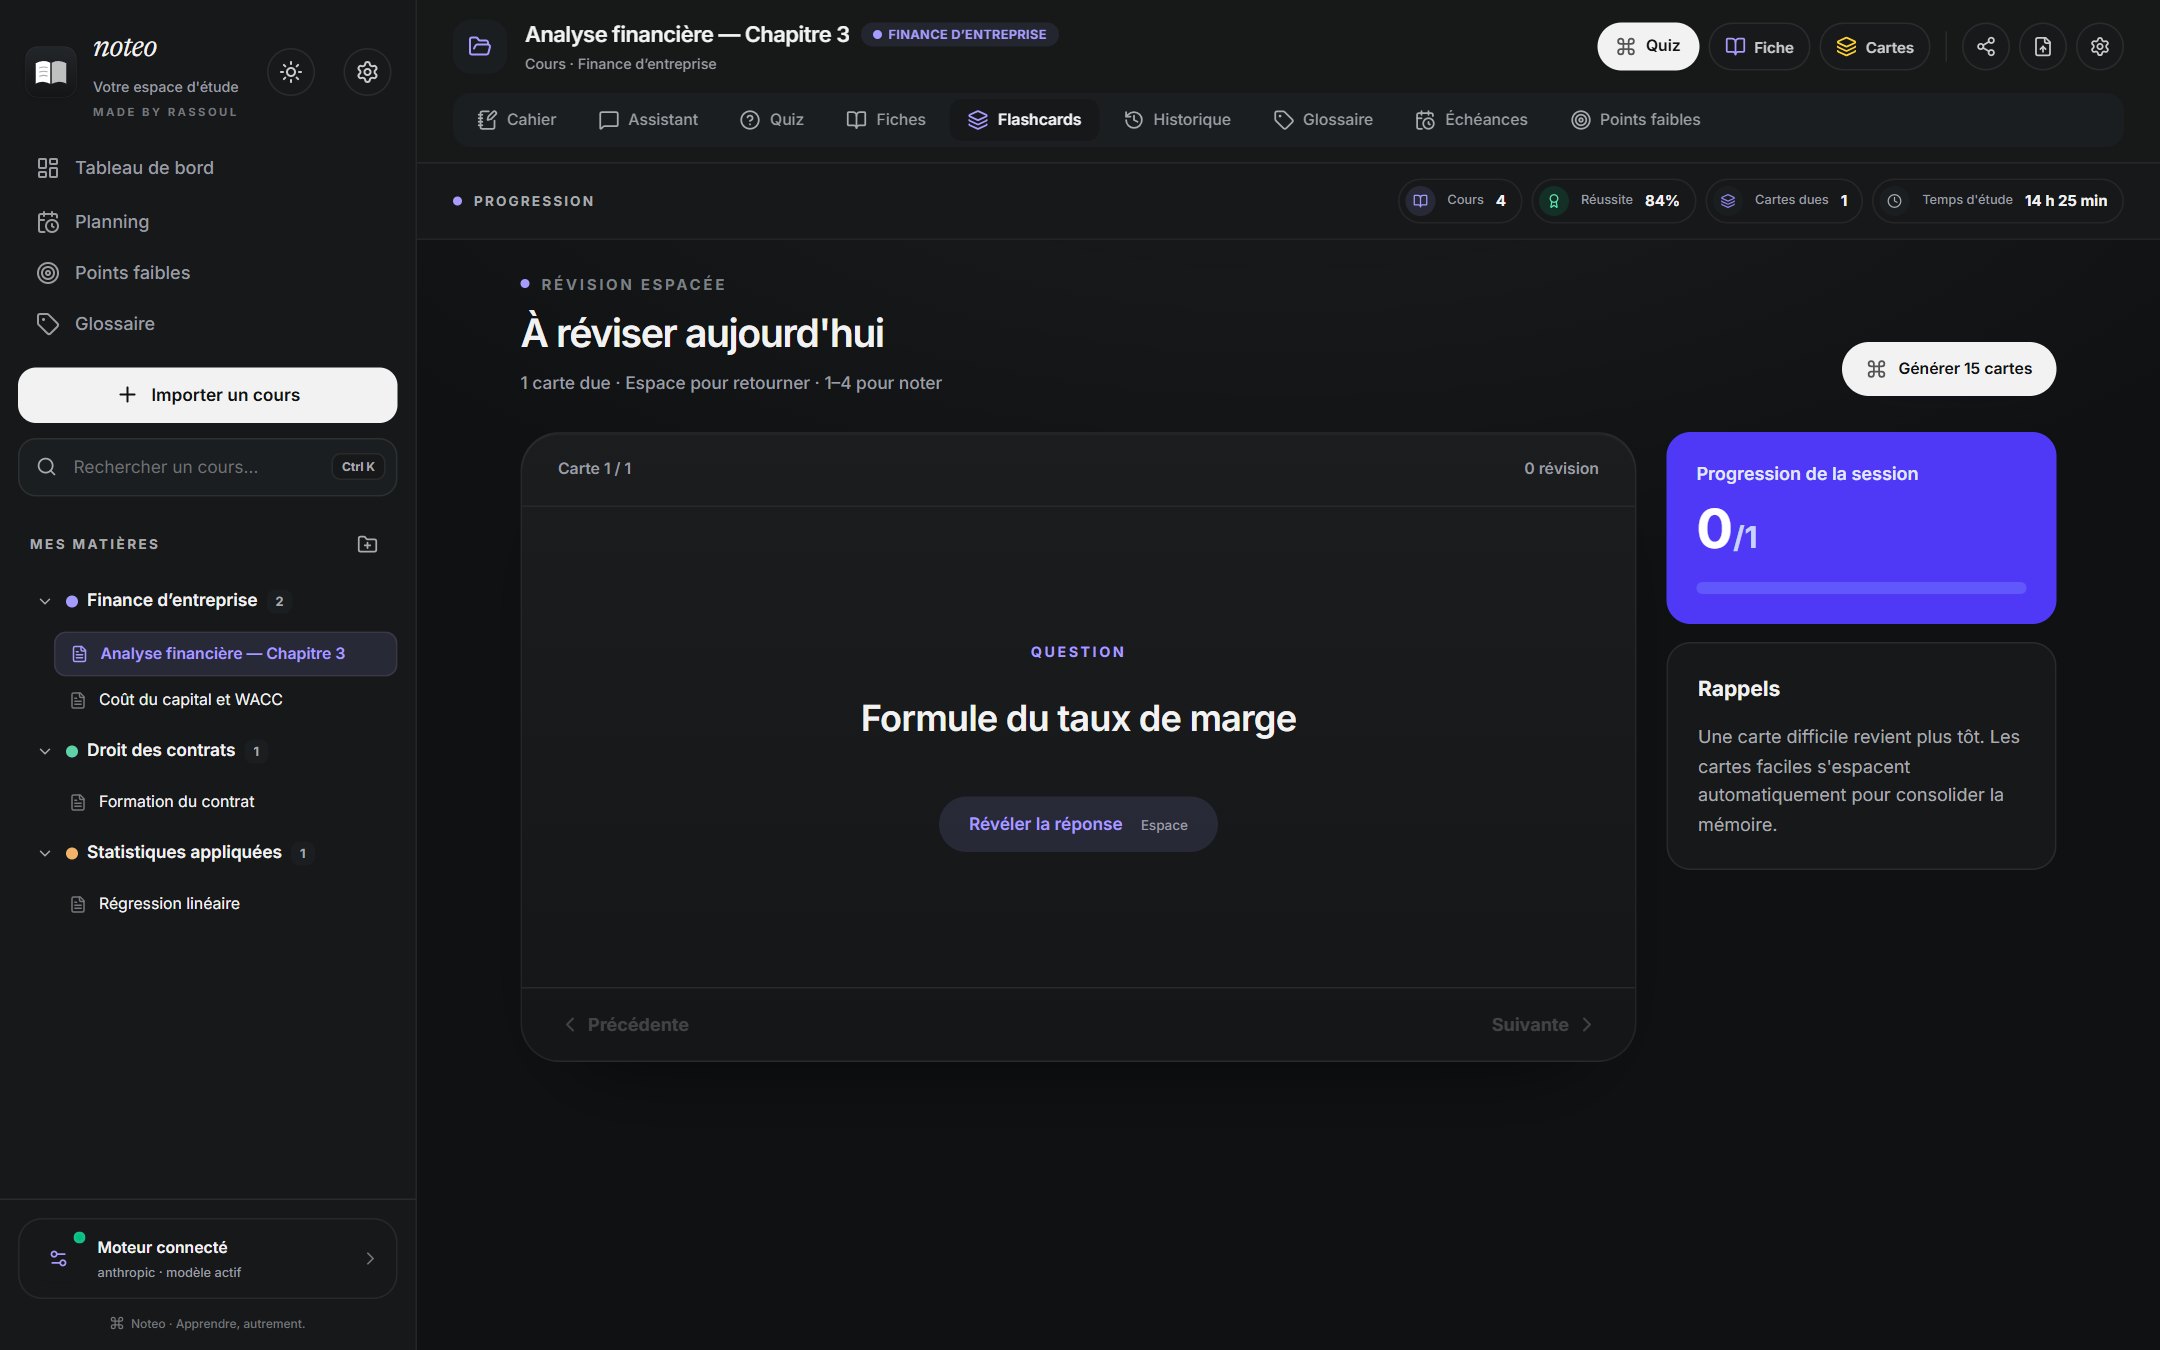 noteo
Votre espace d'étude
MADE BY RASSOUL
Tableau de bord
Planning
Points faibles
Glossaire
Importer un cours
Rechercher un cours...
Ctrl K
MES MATIÈRES
Finance d’entreprise 2
Analyse financière — Chapitre 3
Coût du capital et WACC
Droit des contrats 1
Formation du contrat
Statistiques appliquées 1
Régression linéaire
Moteur connecté
anthropic · modèle actif
Noteo · Apprendre, autrement.
Analyse financière — Chapitre 3
FINANCE D’ENTREPRISE
Cours · Finance d’entreprise
Quiz
Fiche
Cartes
Cahier
Assistant
Quiz
Fiches
Flashcards
Historique
Glossaire
Échéances
Points faibles
PROGRESSION
Cours 4
Réussite 84%
Cartes dues 1
Temps d'étude 14 h 25 min
RÉVISION ESPACÉE
À réviser aujourd'hui
1 carte due · Espace pour retourner · 1–4 pour noter
Générer 15 cartes
Carte 1 / 1
0 révision
QUESTION
Formule du taux de marge
Révéler la réponse Espace
Précédente
Suivante
Progression de la session
0/1
Rappels
Une carte difficile revient plus tôt. Les
cartes faciles s'espacent
automatiquement pour consolider la
mémoire.